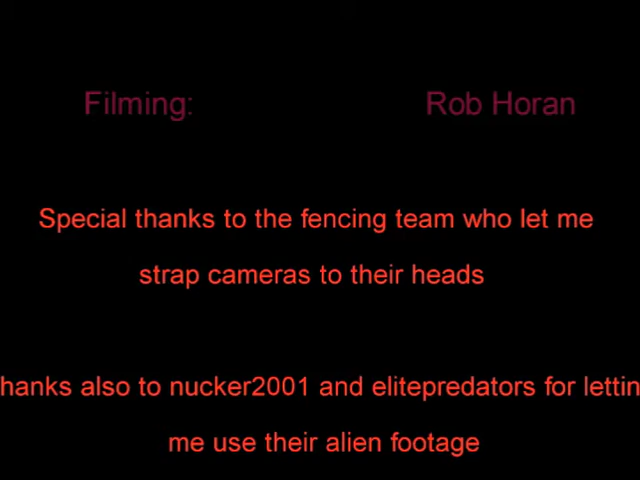 Filming: Rob Horan
Special thanks to the fencing team who let me
strap cameras to their heads
hanks also to nucker2001 and elitepredators for lettin
me use their alien footage